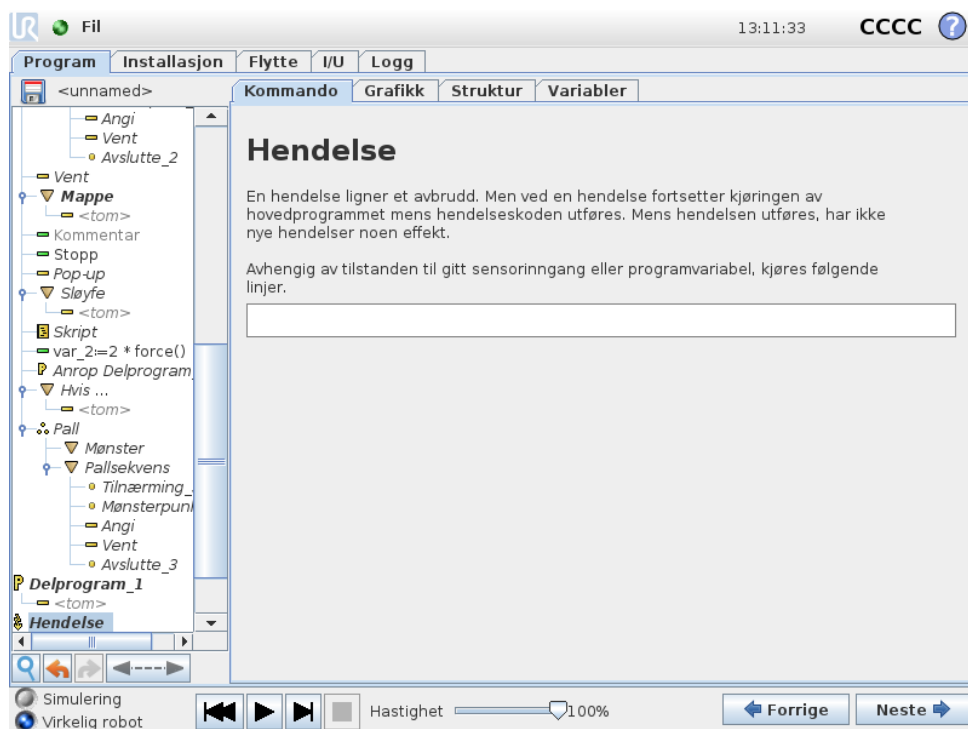 UR Fil 13:11:33 CCCC ?
Program Installasjon Flytte I/U Logg
<unnamed> Kommando Grafikk Struktur Variabler
Angi
Vent
Avslutte_2
Vent
Mappe
<tom>
Kommentar
Stopp
Pop-up
Sløyfe
<tom>
Skript
var_2:=2 * force()
Anrop Delprogram_
Hvis ...
<tom>
Pall
Mønster
Pallsekvens
Tilnærming_
Mønsterpunk
Angi
Vent
Avslutte_3
P Delprogram_1
<tom>
Hendelse
Hendelse
En hendelse ligner et avbrudd. Men ved en hendelse fortsetter kjøringen av
hovedprogrammet mens hendelseskoden utføres. Mens hendelsen utføres, har ikke
nye hendelser noen effekt.
Avhengig av tilstanden til gitt sensorinngang eller programvariabel, kjøres følgende
linjer.
Simulering
Virkelig robot
Hastighet 100% Forrige Neste